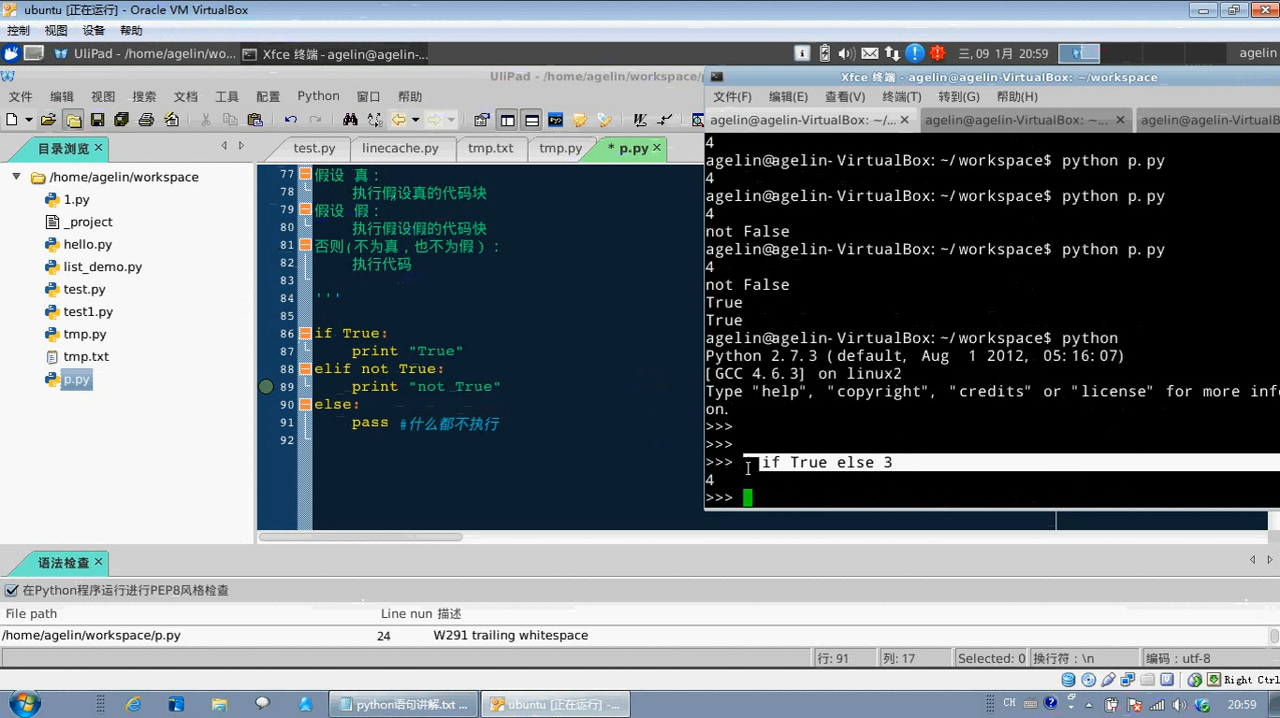 ubuntu [正在运行] - Oracle VM VirtualBox
控制 视图 设备 帮助
UliPad - /home/agelin/wo... Xfce 终端 - agelin@agelin-... 三, 09 1月 20:59 agelin
UliPad - /home/agelin/workspace/p
文件 编辑 视图 搜索 文档 工具 配置 Python 窗口 帮助
目录浏览
/home/agelin/workspace
1.py
_project
hello.py
list_demo.py
test.py
test1.py
tmp.py
tmp.txt
p.py
test.py linecache.py tmp.txt tmp.py * p.py
77 假设 真：
78 执行假设真的代码块
79 假设 假：
80 执行假设假的代码快
81 否则(不为真，也不为假）：
82 执行代码
83
84 '''
85
86 if True:
87 print "True"
88 elif not True:
89 print "not True"
90 else:
91 pass #什么都不执行
92
Xfce 终端 - agelin@agelin-VirtualBox: ~/workspace
文件(F) 编辑(E) 查看(V) 终端(T) 转到(G) 帮助(H)
agelin@agelin-VirtualBox: ~/... agelin@agelin-VirtualBox: ~... agelin@agelin-VirtualBox: ~
4
agelin@agelin-VirtualBox:~/workspace$ python p.py
4
agelin@agelin-VirtualBox:~/workspace$ python p.py
4
not False
agelin@agelin-VirtualBox:~/workspace$ python p.py
4
not False
True
True
agelin@agelin-VirtualBox:~/workspace$ python
Python 2.7.3 (default, Aug 1 2012, 05:16:07)
[GCC 4.6.3] on linux2
Type "help", "copyright", "credits" or "license" for more inf
on.
>>>
>>>
>>> if True else 3
4
>>>
语法检查
在Python程序运行进行PEP8风格检查
File path Line nun 描述
/home/agelin/workspace/p.py 24 W291 trailing whitespace
行: 91 列: 17 Selected: 0 换行符：\n 编码：utf-8
Right Ctrl
python语句讲解.txt ... ubuntu [正在运行] -... CH 20:59